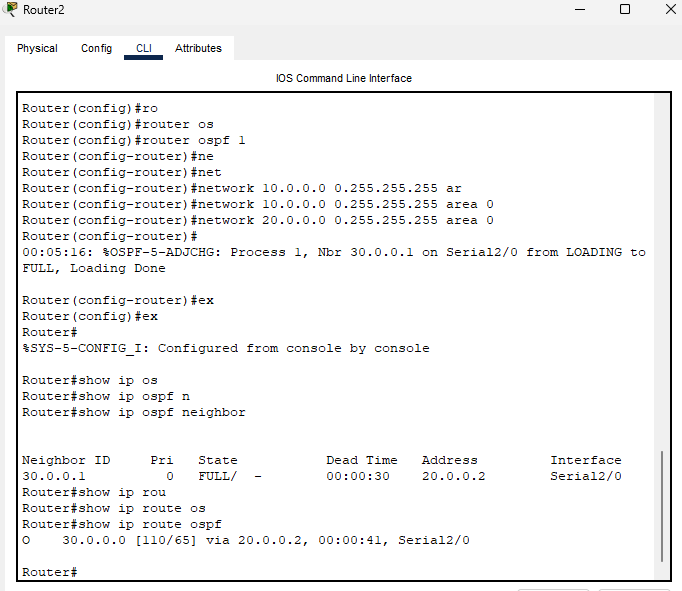 Router2
Physical Config CLI Attributes
IOS Command Line Interface
Router(config)#ro
Router(config)#router os
Router(config)#router ospf 1
Router(config-router)#ne
Router(config-router)#net
Router(config-router)#network 10.0.0.0 0.255.255.255 ar
Router(config-router)#network 10.0.0.0 0.255.255.255 area 0
Router(config-router)#network 20.0.0.0 0.255.255.255 area 0
Router(config-router)#
00:05:16: %OSPF-5-ADJCHG: Process 1, Nbr 30.0.0.1 on Serial2/0 from LOADING to
FULL, Loading Done
Router(config-router)#ex
Router(config)#ex
Router#
%SYS-5-CONFIG_I: Configured from console by console
Router#show ip os
Router#show ip ospf n
Router#show ip ospf neighbor
Neighbor ID     Pri   State           Dead Time   Address         Interface
30.0.0.1          0   FULL/  -        00:00:30    20.0.0.2        Serial2/0
Router#show ip rou
Router#show ip route os
Router#show ip route ospf
O    30.0.0.0 [110/65] via 20.0.0.2, 00:00:41, Serial2/0
Router#